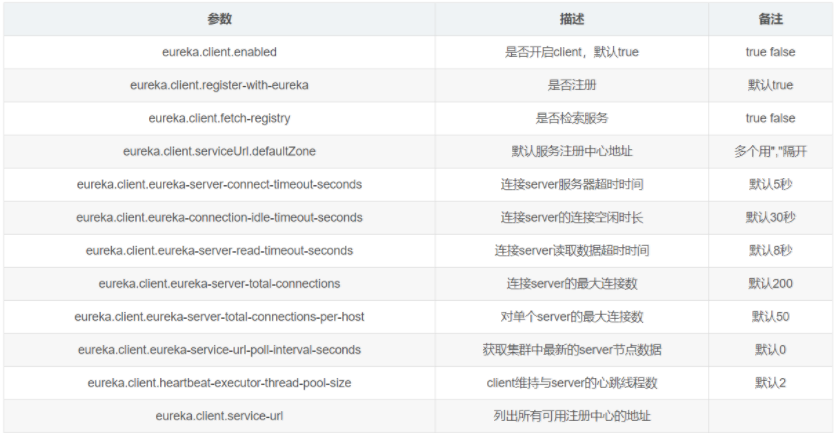 参数 描述 备注
eureka.client.enabled 是否开启client，默认true true false
eureka.client.register-with-eureka 是否注册 默认true
eureka.client.fetch-registry 是否检索服务 true false
eureka.client.serviceUrl.defaultZone 默认服务注册中心地址 多个用","隔开
eureka.client.eureka-server-connect-timeout-seconds 连接server服务器超时时间 默认5秒
eureka.client.eureka-connection-idle-timeout-seconds 连接server的连接空闲时长 默认30秒
eureka.client.eureka-server-read-timeout-seconds 连接server读取数据超时时间 默认8秒
eureka.client.eureka-server-total-connections 连接server的最大连接数 默认200
eureka.client.eureka-server-total-connections-per-host 对单个server的最大连接数 默认50
eureka.client.eureka-service-url-poll-interval-seconds 获取集群中最新的server节点数据 默认0
eureka.client.heartbeat-executor-thread-pool-size client维持与server的心跳线程数 默认2
eureka.client.service-url 列出所有可用注册中心的地址